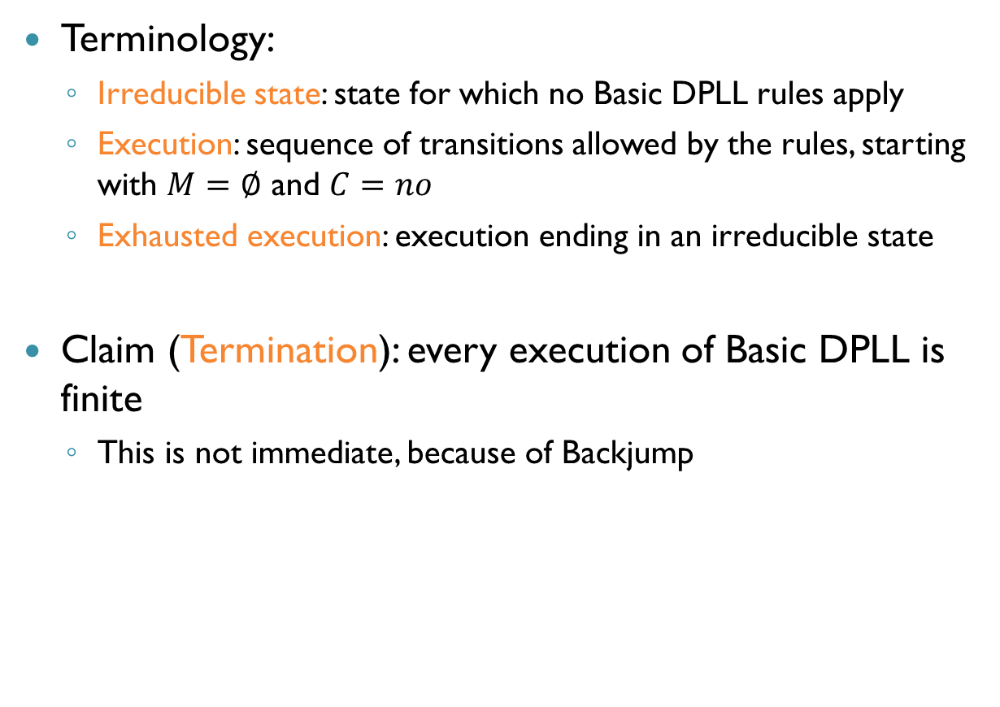 • Terminology:
◦ Irreducible state: state for which no Basic DPLL rules apply
◦ Execution: sequence of transitions allowed by the rules, starting
with M = ∅ and C = no
◦ Exhausted execution: execution ending in an irreducible state
• Claim (Termination): every execution of Basic DPLL is
finite
◦ This is not immediate, because of Backjump